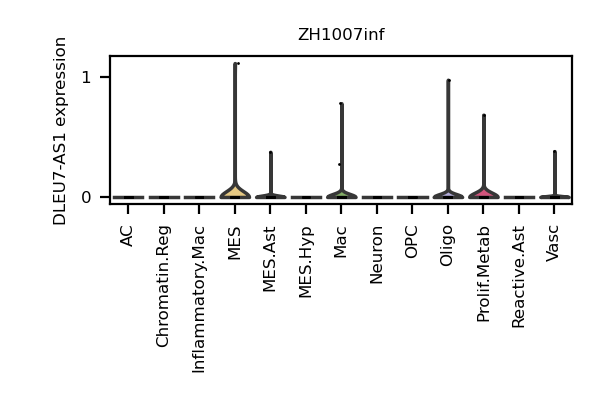 ZH1007inf
DLEU7-AS1 expression
1
0
AC
Chromatin.Reg
Inflammatory.Mac
MES
MES.Ast
MES.Hyp
Mac
Neuron
OPC
Oligo
Prolif.Metab
Reactive.Ast
Vasc